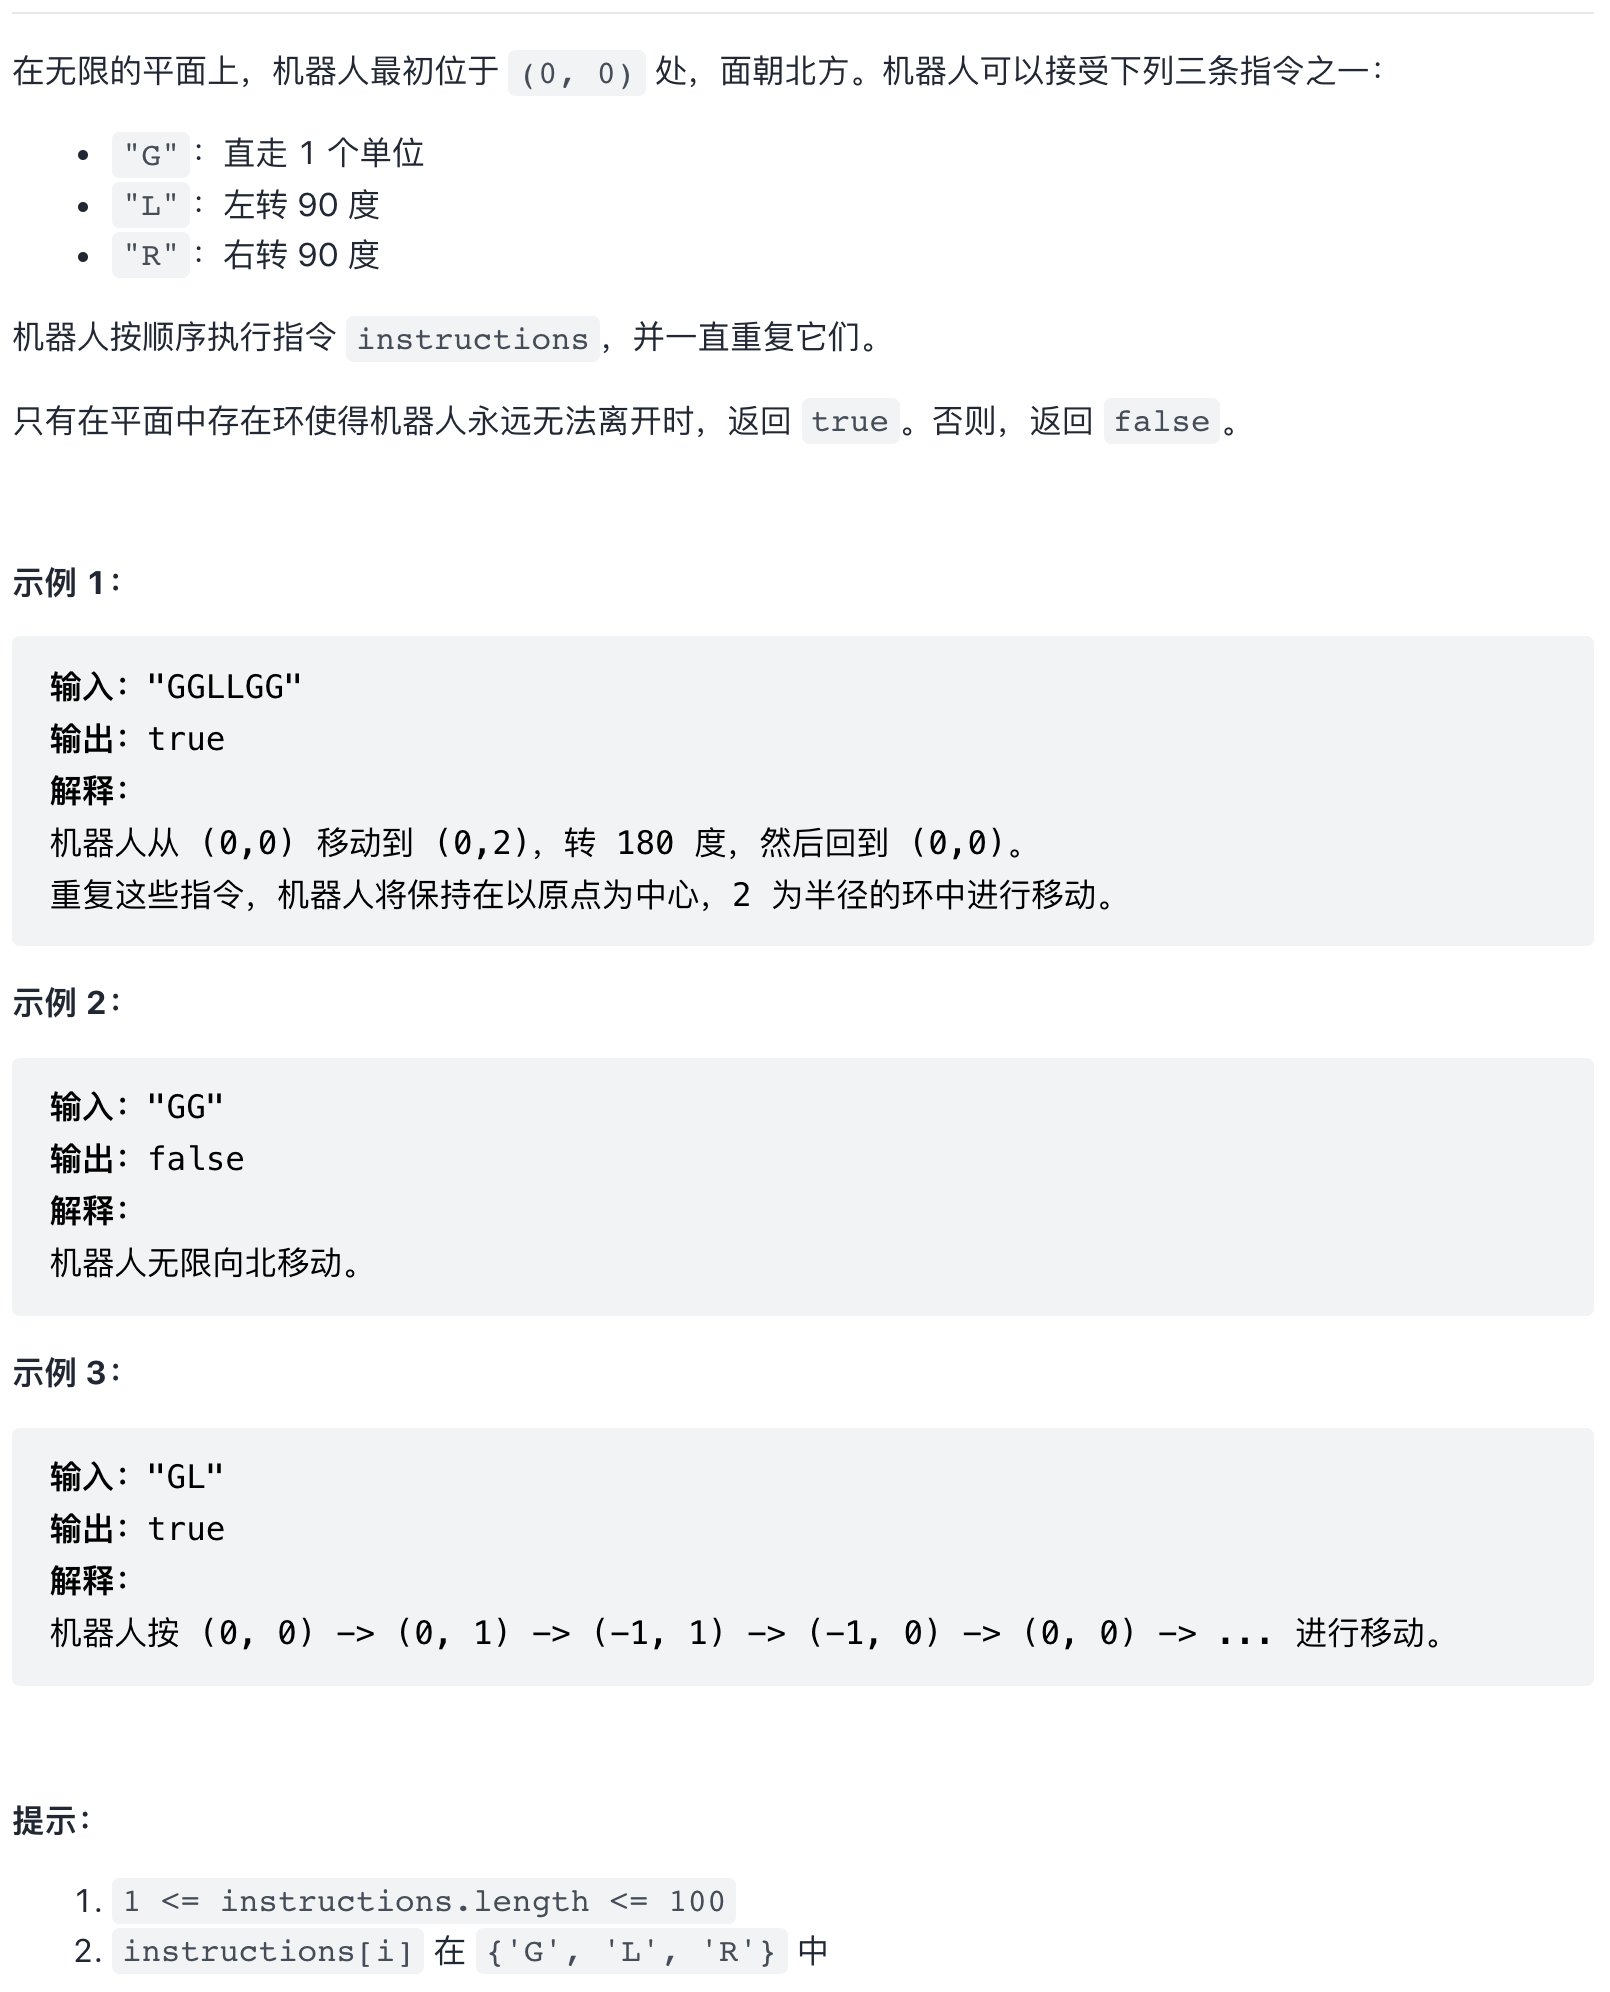 在无限的平面上，机器人最初位于 (0, 0) 处，面朝北方。机器人可以接受下列三条指令之一：
• "G"：直走 1 个单位
• "L"：左转 90 度
• "R"：右转 90 度
机器人按顺序执行指令 instructions，并一直重复它们。
只有在平面中存在环使得机器人永远无法离开时，返回 true。否则，返回 false。
示例 1：
输入："GGLLGG"
输出：true
解释：
机器人从 (0,0) 移动到 (0,2)，转 180 度，然后回到 (0,0)。
重复这些指令，机器人将保持在以原点为中心，2 为半径的环中进行移动。
示例 2：
输入："GG"
输出：false
解释：
机器人无限向北移动。
示例 3：
输入："GL"
输出：true
解释：
机器人按 (0, 0) -> (0, 1) -> (-1, 1) -> (-1, 0) -> (0, 0) -> ... 进行移动。
提示：
1. 1 <= instructions.length <= 100
2. instructions[i] 在 {'G', 'L', 'R'} 中